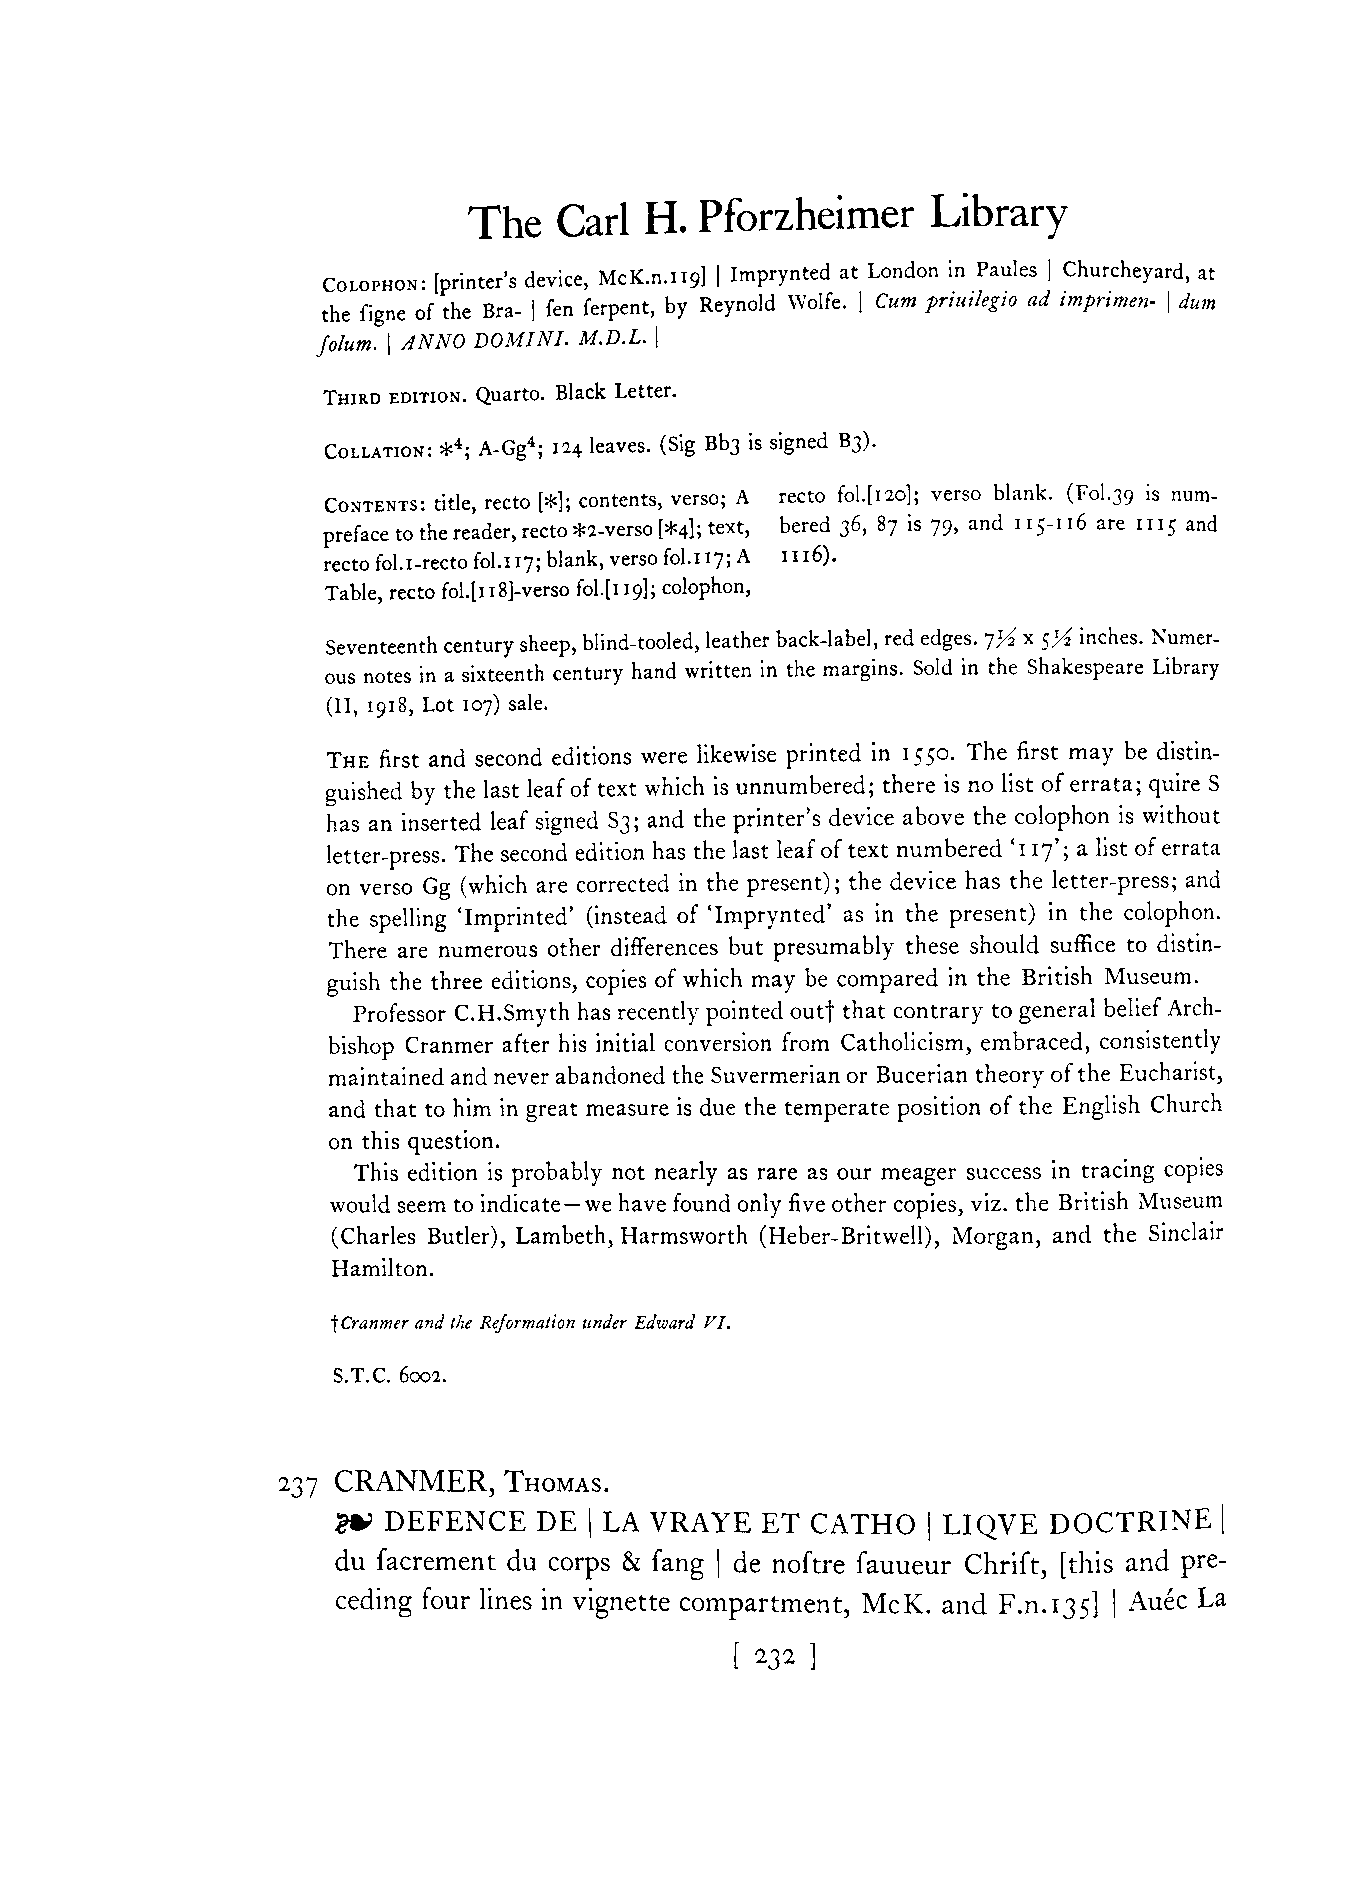 The Carl H. Pforzheimer Library
COLOPHON: [printer's device, McK.n.119] | Imprynted at London in Paules | Churcheyard, at
the ſigne of the Bra- | ſen ſerpent, by Reynold Wolfe. | Cum priuilegio ad imprimen- | dum
ſolum. | ANNO DOMINI. M.D.L. |
THIRD EDITION. Quarto. Black Letter.
COLLATION: *⁴; A-Gg⁴; 124 leaves. (Sig Bb3 is signed B3).
CONTENTS: title, recto [*]; contents, verso; A
preface to the reader, recto *2-verso [*4]; text,
recto fol.1-recto fol.117; blank, verso fol.117; A
Table, recto fol.[118]-verso fol.[119]; colophon,
recto fol.[120]; verso blank. (Fol.39 is num-
bered 36, 87 is 79, and 115-116 are 1115 and
1116).
Seventeenth century sheep, blind-tooled, leather back-label, red edges. 7½ x 5½ inches. Numer-
ous notes in a sixteenth century hand written in the margins. Sold in the Shakespeare Library
(II, 1918, Lot 107) sale.
THE first and second editions were likewise printed in 1550. The first may be distin-
guished by the last leaf of text which is unnumbered; there is no list of errata; quire S
has an inserted leaf signed S3; and the printer's device above the colophon is without
letter-press. The second edition has the last leaf of text numbered ‘117’; a list of errata
on verso Gg (which are corrected in the present); the device has the letter-press; and
the spelling ‘Imprinted’ (instead of ‘Imprynted’ as in the present) in the colophon.
There are numerous other differences but presumably these should suffice to distin-
guish the three editions, copies of which may be compared in the British Museum.
Professor C.H.Smyth has recently pointed out† that contrary to general belief Arch-
bishop Cranmer after his initial conversion from Catholicism, embraced, consistently
maintained and never abandoned the Suvermerian or Bucerian theory of the Eucharist,
and that to him in great measure is due the temperate position of the English Church
on this question.
This edition is probably not nearly as rare as our meager success in tracing copies
would seem to indicate—we have found only five other copies, viz. the British Museum
(Charles Butler), Lambeth, Harmsworth (Heber-Britwell), Morgan, and the Sinclair
Hamilton.
†Cranmer and the Reformation under Edward VI.
S.T.C. 6002.
237 CRANMER, THOMAS.
❧ DEFENCE DE | LA VRAYE ET CATHO | LIQVE DOCTRINE |
du ſacrement du corps & ſang | de noſtre ſauueur Chriſt, [this and pre-
ceding four lines in vignette compartment, McK. and F.n.135] | Auéc La
[ 232 ]